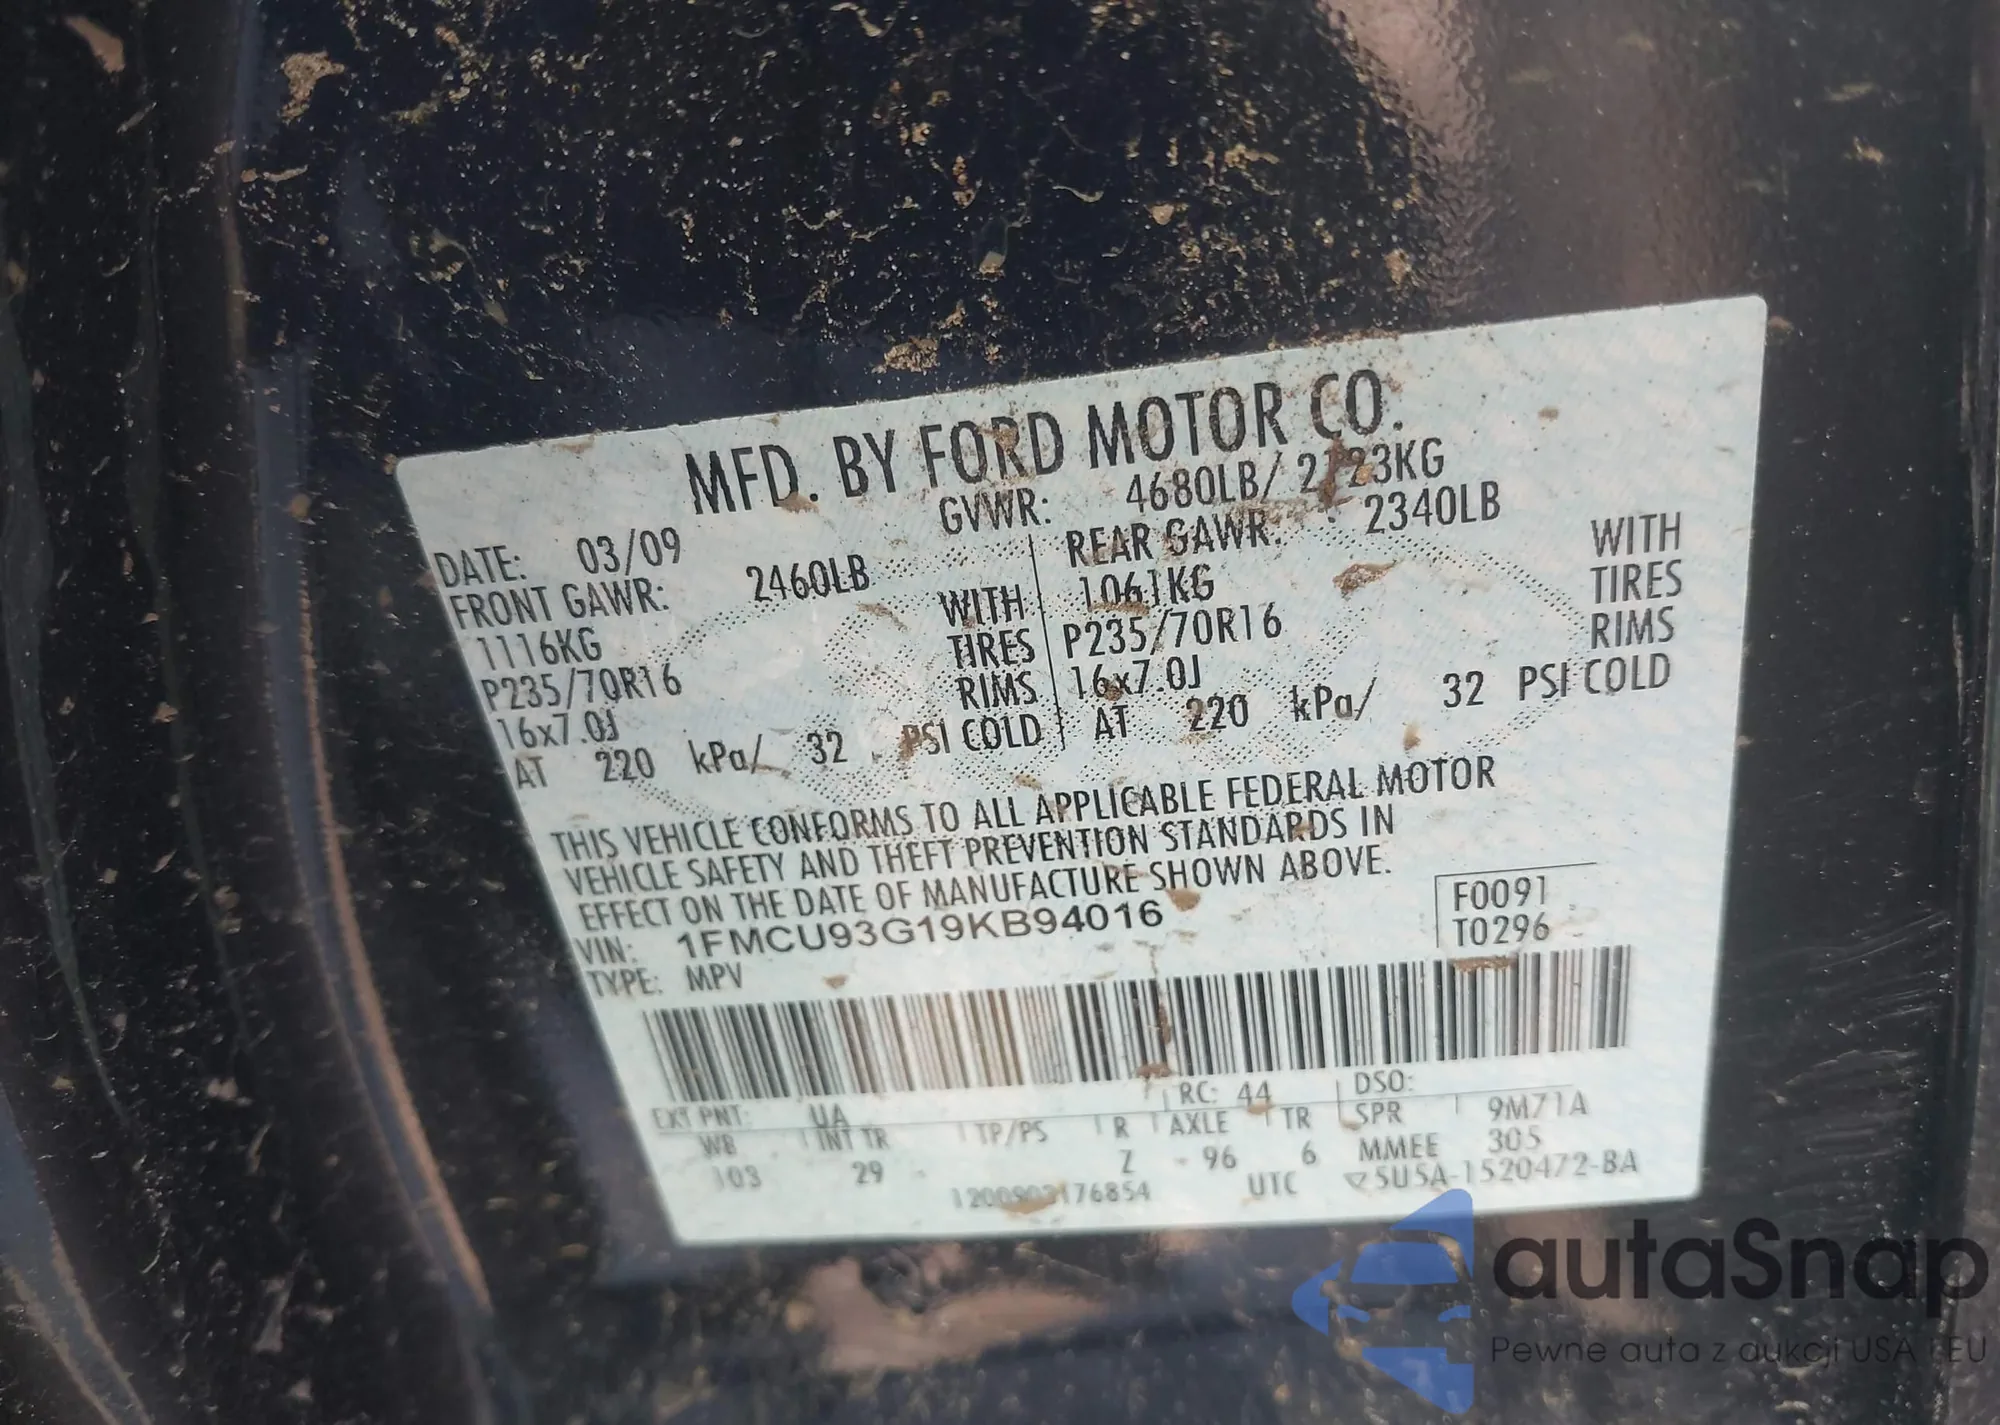 MFD. BY FORD MOTOR CO.
DATE: 03/09 GVWR: 4680LB/ 2123KG
FRONT GAWR: 2460LB REAR GAWR: 2340LB
1116KG WITH 1061KG WITH
P235/70R16 TIRES P235/70R16 TIRES
16x7.0J RIMS 16x7.0J RIMS
AT 220 kPa/ 32 PSI COLD AT 220 kPa/ 32 PSI COLD
THIS VEHICLE CONFORMS TO ALL APPLICABLE FEDERAL MOTOR
VEHICLE SAFETY AND THEFT PREVENTION STANDARDS IN
EFFECT ON THE DATE OF MANUFACTURE SHOWN ABOVE.
VIN: 1FMCU93G19KB94016 F0091
TYPE: MPV T0296
EXT PNT: UA RC: 44 DSO:
WB INT TR TP/PS R AXLE TR SPR 9M71A
103 29 Z 96 6 MMEE 305
1200903176854 UTC 5U5A-1520472-BA
autaSnap
Pewne auta z aukcji USA i EU